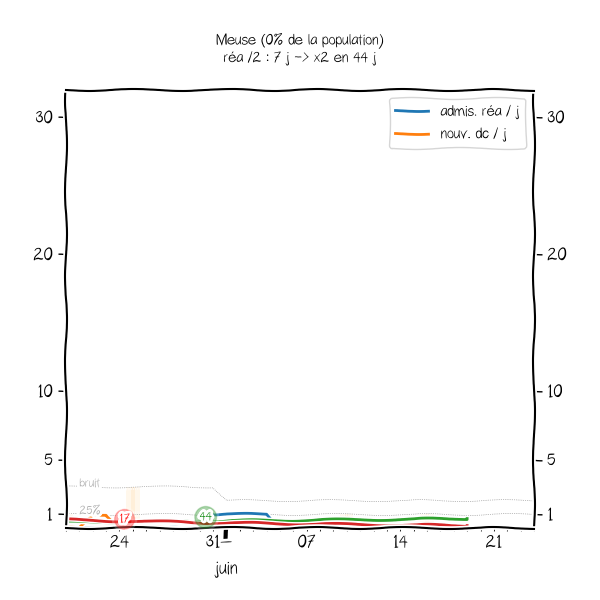 Meuse (0% de la population)
réa /2 : 7 j -> x2 en 44 j
admis. réa / j
nouv. dc / j
30 30
20 20
10 10
5 5
bruit
25%
1 17 44 1
24 31 07 14 21
juin